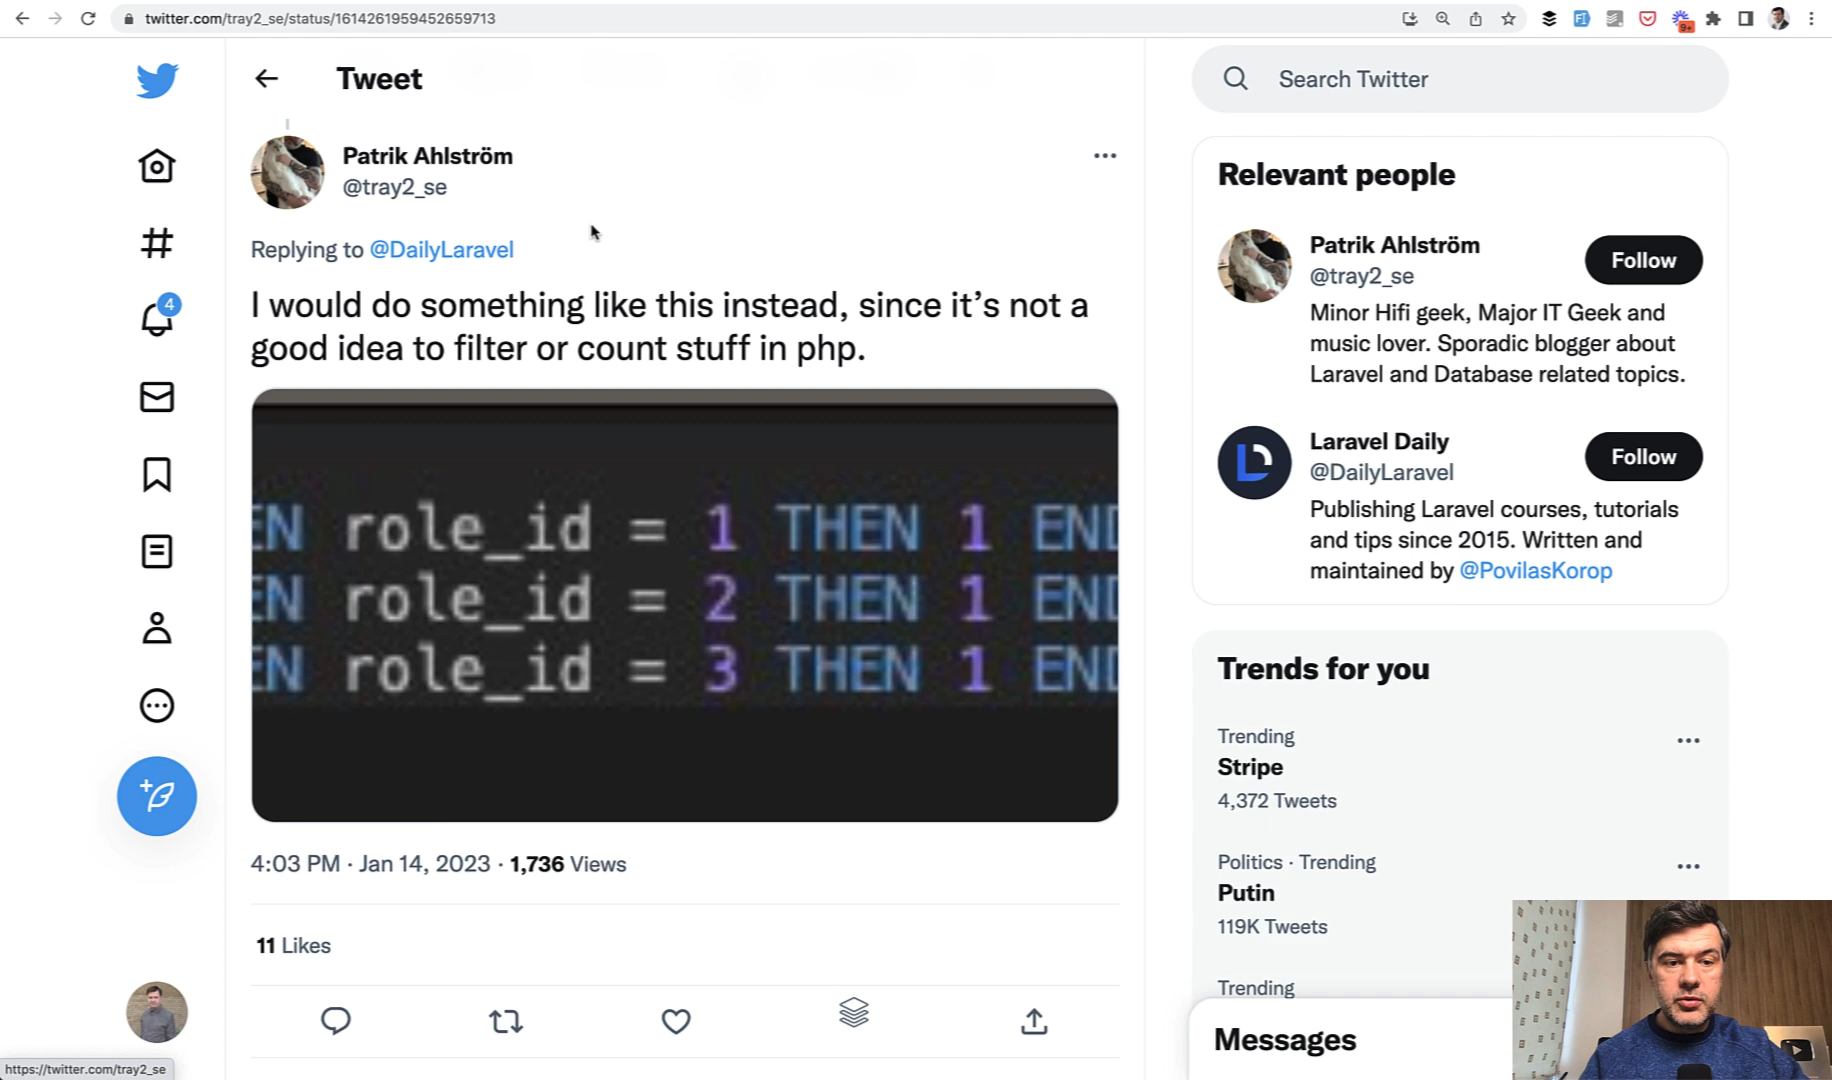 twitter.com/tray2_se/status/1614261959452659713
9+
Tweet
Search Twitter
Patrik Ahlström
@tray2_se
Replying to @DailyLaravel
I would do something like this instead, since it's not a
good idea to filter or count stuff in php.
EN role_id = 1 THEN 1 END
EN role_id = 2 THEN 1 END
EN role_id = 3 THEN 1 END
4:03 PM · Jan 14, 2023 · 1,736 Views
11 Likes
4
Relevant people
Patrik Ahlström
@tray2_se
Follow
Minor Hifi geek, Major IT Geek and
music lover. Sporadic blogger about
Laravel and Database related topics.
Laravel Daily
@DailyLaravel
Follow
Publishing Laravel courses, tutorials
and tips since 2015. Written and
maintained by @PovilasKorop
Trends for you
Trending
Stripe
4,372 Tweets
Politics · Trending
Putin
119K Tweets
Trending
Messages
https://twitter.com/tray2_se